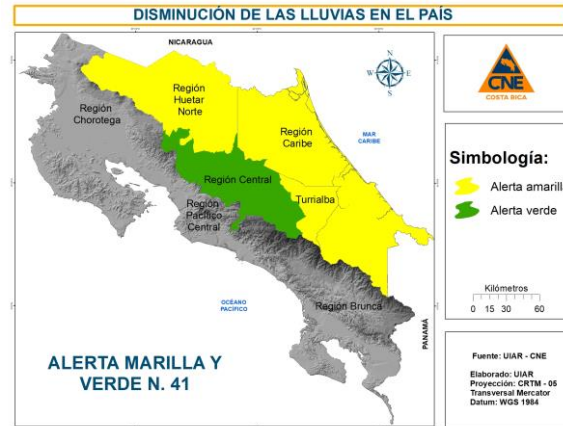 DISMINUCIÓN DE LAS LLUVIAS EN EL PAÍS
NICARAGUA
N
W
E
S
Región
Chorotega
Región
Huetar
Norte
Región
Caribe
MAR
CARIBE
Región Central
Turrialba
Región
Pacífico
Central
OCÉANO
PACÍFICO
Región Brunca
PANAMÁ
ALERTA MARILLA Y
VERDE N. 41
CNE
COSTA RICA
Simbología:
Alerta amarilla
Alerta verde
Kilómetros
0 15 30 60
Fuente: UIAR - CNE
Elaborado: UIAR
Proyección: CRTM - 05
Transversal Mercator
Datum: WGS 1984